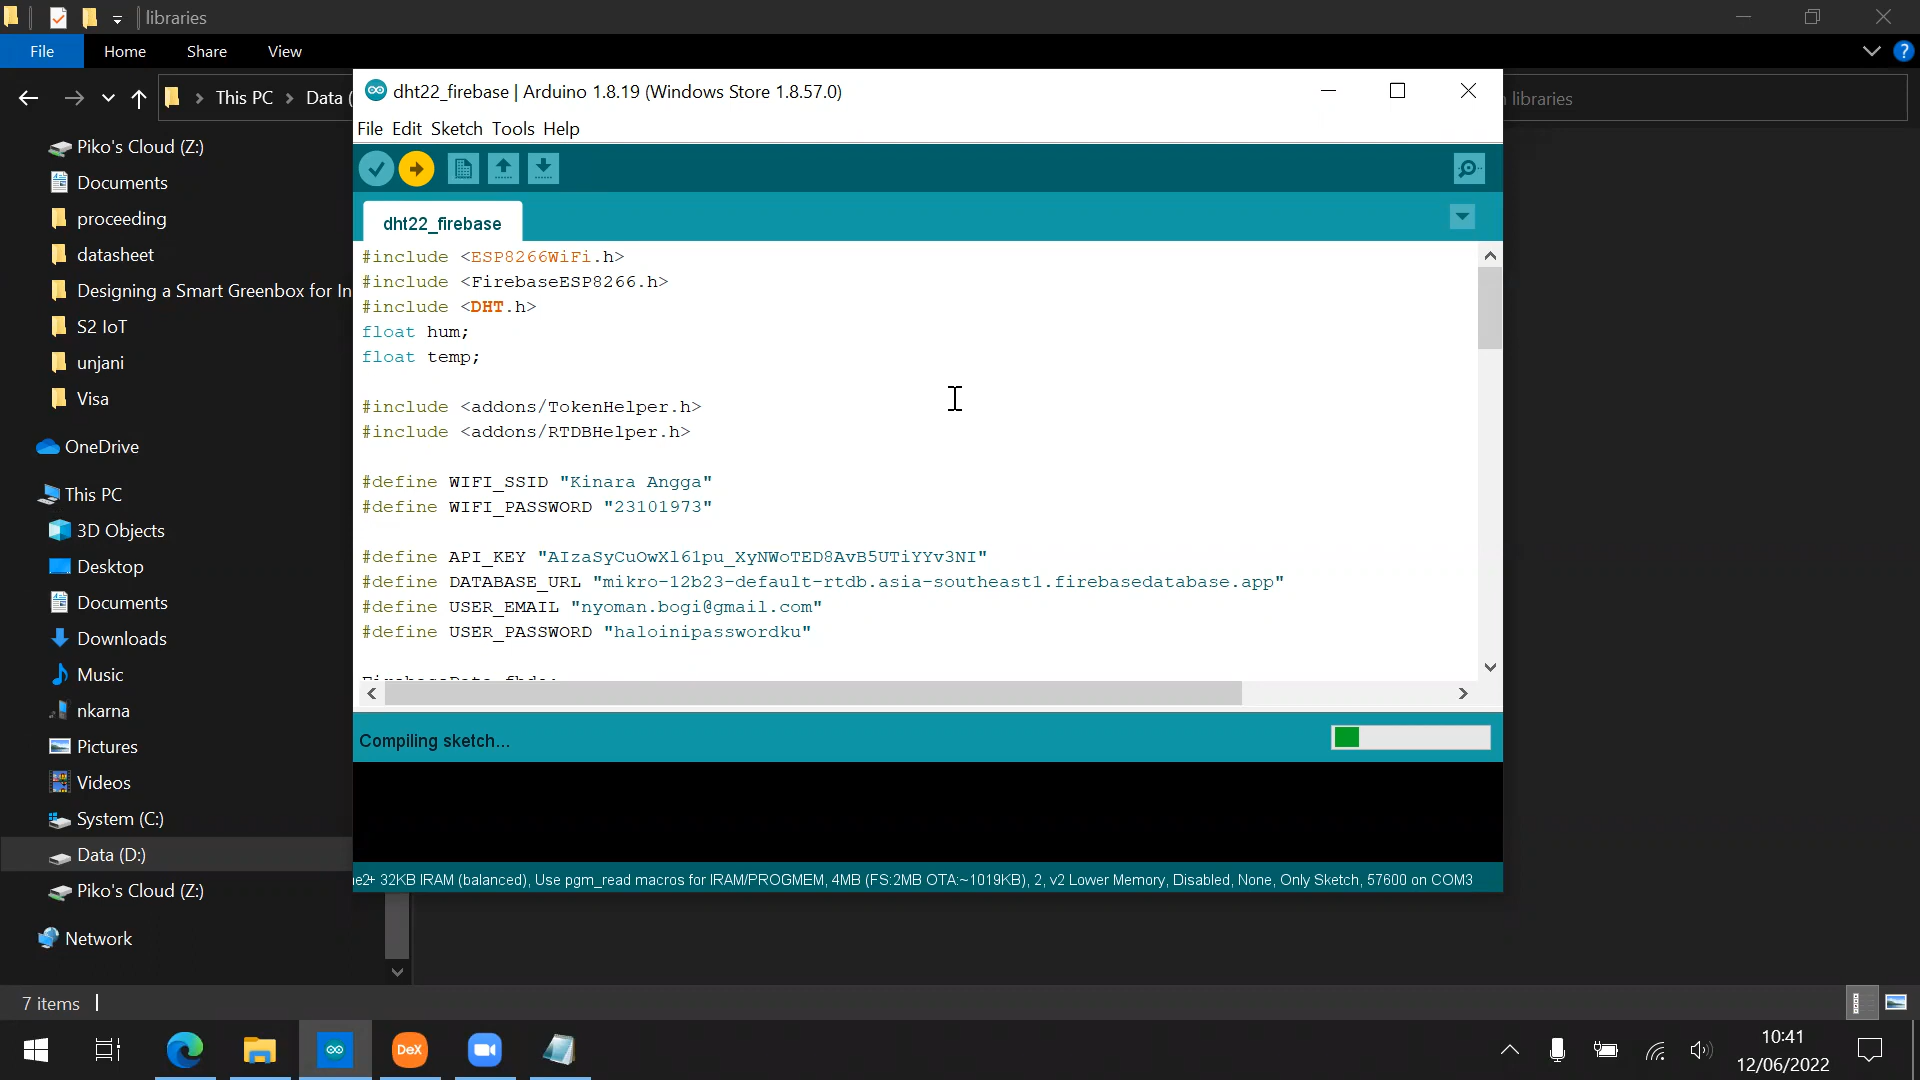 libraries
File Home Share View
This PC Data (
libraries
Piko's Cloud (Z:)
Documents
proceeding
datasheet
Designing a Smart Greenbox for In
S2 IoT
unjani
Visa
OneDrive
This PC
3D Objects
Desktop
Documents
Downloads
Music
nkarna
Pictures
Videos
System (C:)
Data (D:)
Piko's Cloud (Z:)
Network
7 items
dht22_firebase | Arduino 1.8.19 (Windows Store 1.8.57.0)
File Edit Sketch Tools Help
dht22_firebase
#include <ESP8266WiFi.h>
#include <FirebaseESP8266.h>
#include <DHT.h>
float hum;
float temp;
#include <addons/TokenHelper.h>
#include <addons/RTDBHelper.h>
#define WIFI_SSID "Kinara Angga"
#define WIFI_PASSWORD "23101973"
#define API_KEY "AIzaSyCuOwXl61pu_XyNWoTED8AvB5UTiYYv3NI"
#define DATABASE_URL "mikro-12b23-default-rtdb.asia-southeast1.firebasedatabase.app"
#define USER_EMAIL "nyoman.bogi@gmail.com"
#define USER_PASSWORD "haloinipasswordku"
Compiling sketch...
e2+ 32KB IRAM (balanced), Use pgm_read macros for IRAM/PROGMEM, 4MB (FS:2MB OTA:~1019KB), 2, v2 Lower Memory, Disabled, None, Only Sketch, 57600 on COM3
DeX
10:41
12/06/2022